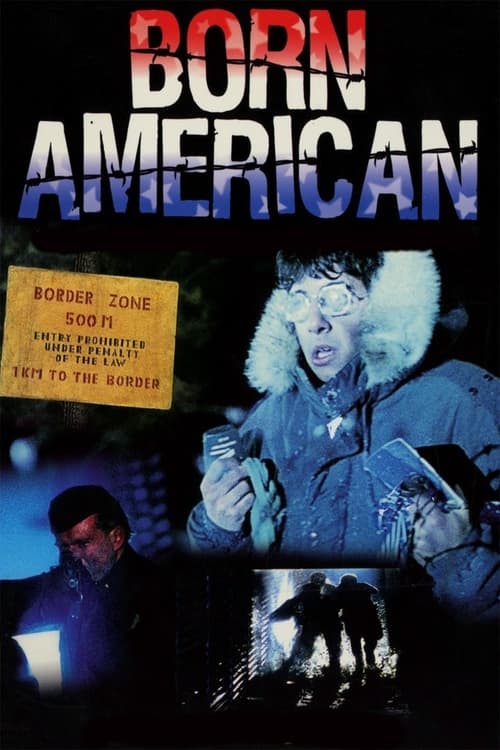 BORN
AMERICAN
BORDER ZONE
500 M
ENTRY PROHIBITED
UNDER PENALTY
OF THE LAW
1KM TO THE BORDER